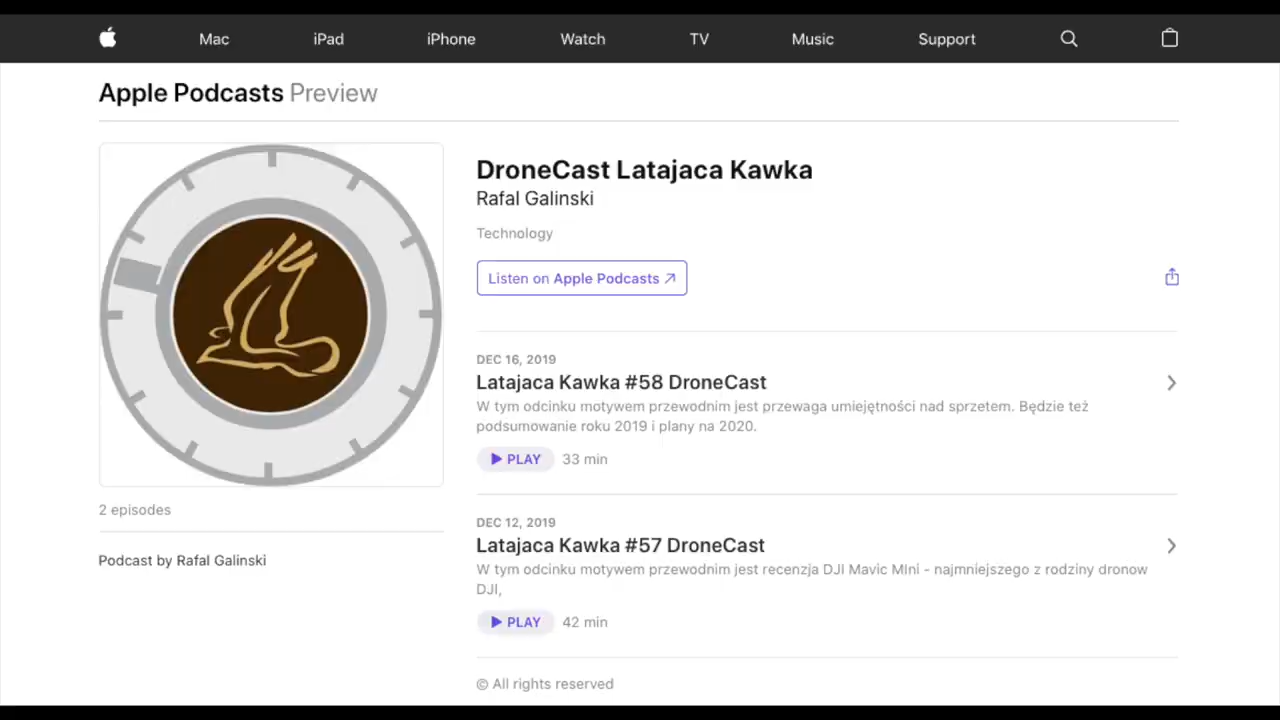 Mac iPad iPhone Watch TV Music Support
Apple Podcasts Preview
DroneCast Latajaca Kawka
Rafal Galinski
Technology
Listen on Apple Podcasts ↗
DEC 16, 2019
Latajaca Kawka #58 DroneCast
W tym odcinku motywem przewodnim jest przewaga umiejętności nad sprzetem. Będzie też
podsumowanie roku 2019 i plany na 2020.
PLAY 33 min
2 episodes
Podcast by Rafal Galinski
DEC 12, 2019
Latajaca Kawka #57 DroneCast
W tym odcinku motywem przewodnim jest recenzja DJI Mavic MIni - najmniejszego z rodziny dronow
DJI,
PLAY 42 min
© All rights reserved